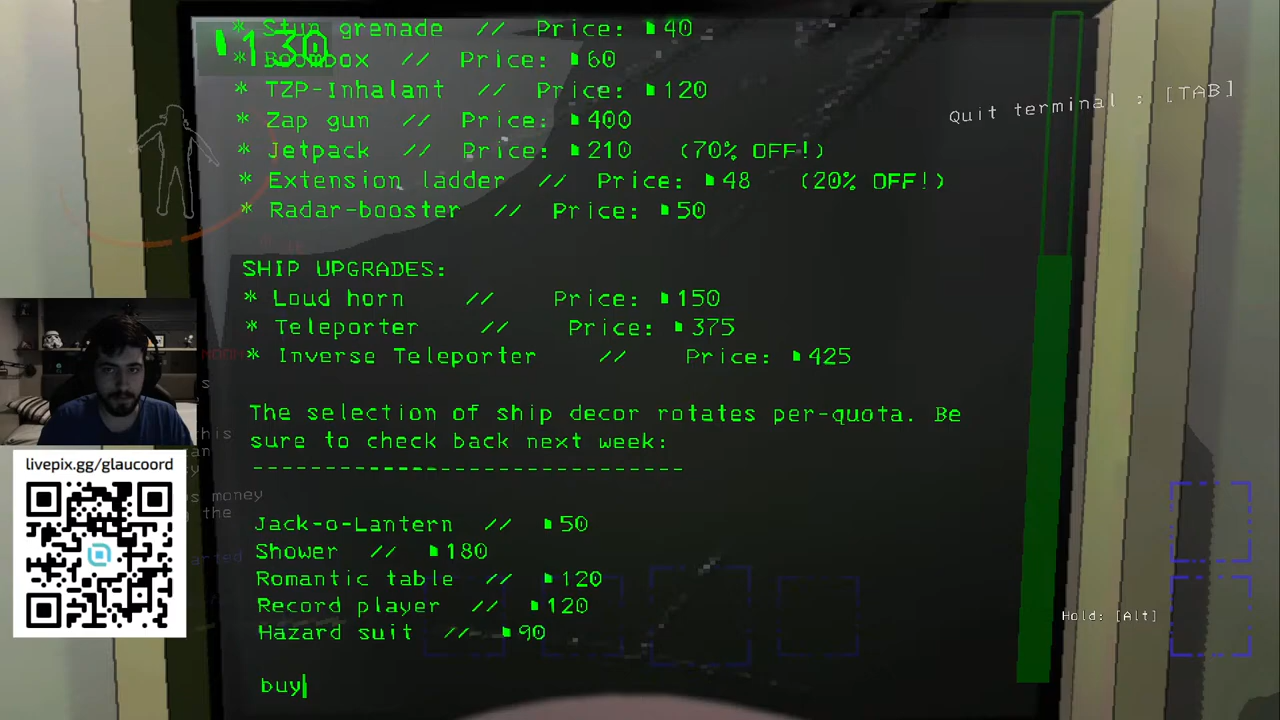 * Stun grenade // Price: 40
130
* Boombox // Price: 60
* TZP-Inhalant // Price: 120
Quit terminal : [TAB]
* Zap gun // Price: 400
* Jetpack // Price: 210 (70% OFF!)
* Extension ladder // Price: 48 (20% OFF!)
* Radar-booster // Price: 50
SHIP UPGRADES:
* Loud horn // Price: 150
* Teleporter // Price: 375
* Inverse Teleporter // Price: 425
The selection of ship decor rotates per-quota. Be
sure to check back next week:
------------------------------
livepix.gg/glaucoord
money
the
Jack-o-Lantern // 50
Shower // 180
Romantic table // 120
Record player // 120
Hazard suit // 90
Hold: [Alt]
buy